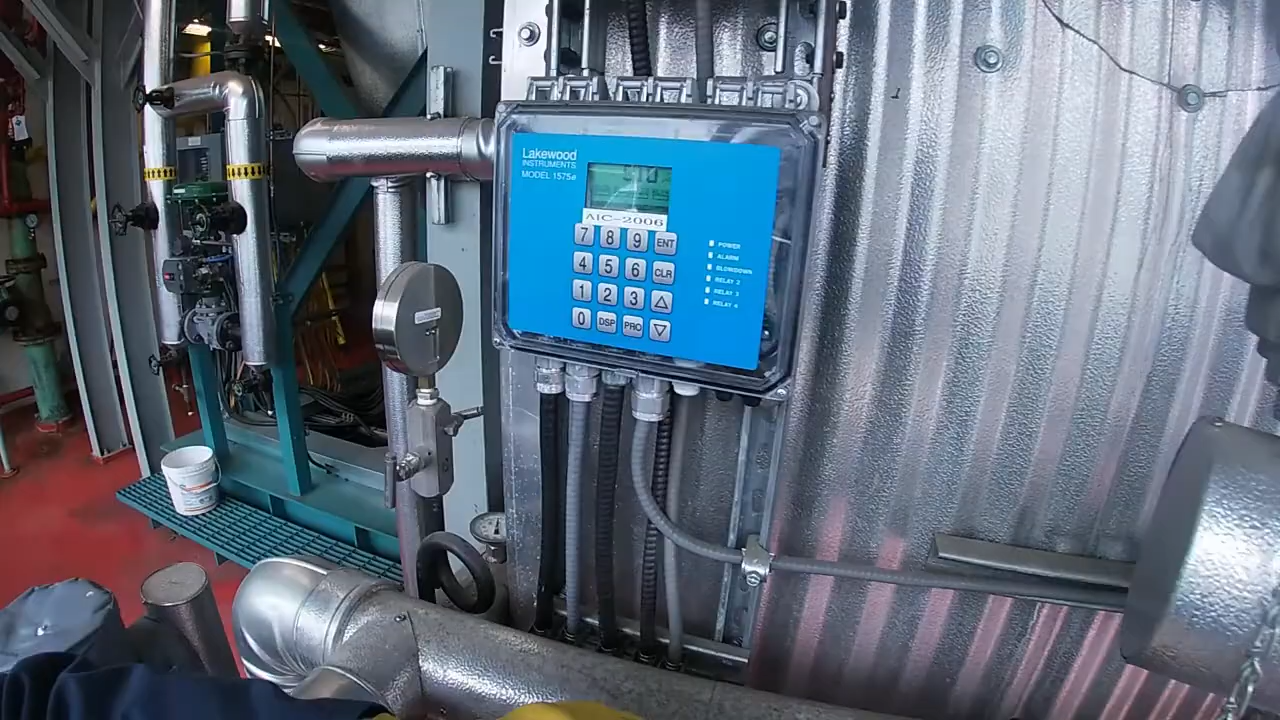 Lakewood
INSTRUMENTS
MODEL 1575e
AIC-2006
7 8 9 ENT
4 5 6 CLR
1 2 3
0 DSP PRO
POWER
ALARM
BLOWDOWN
RELAY 2
RELAY 3
RELAY 4